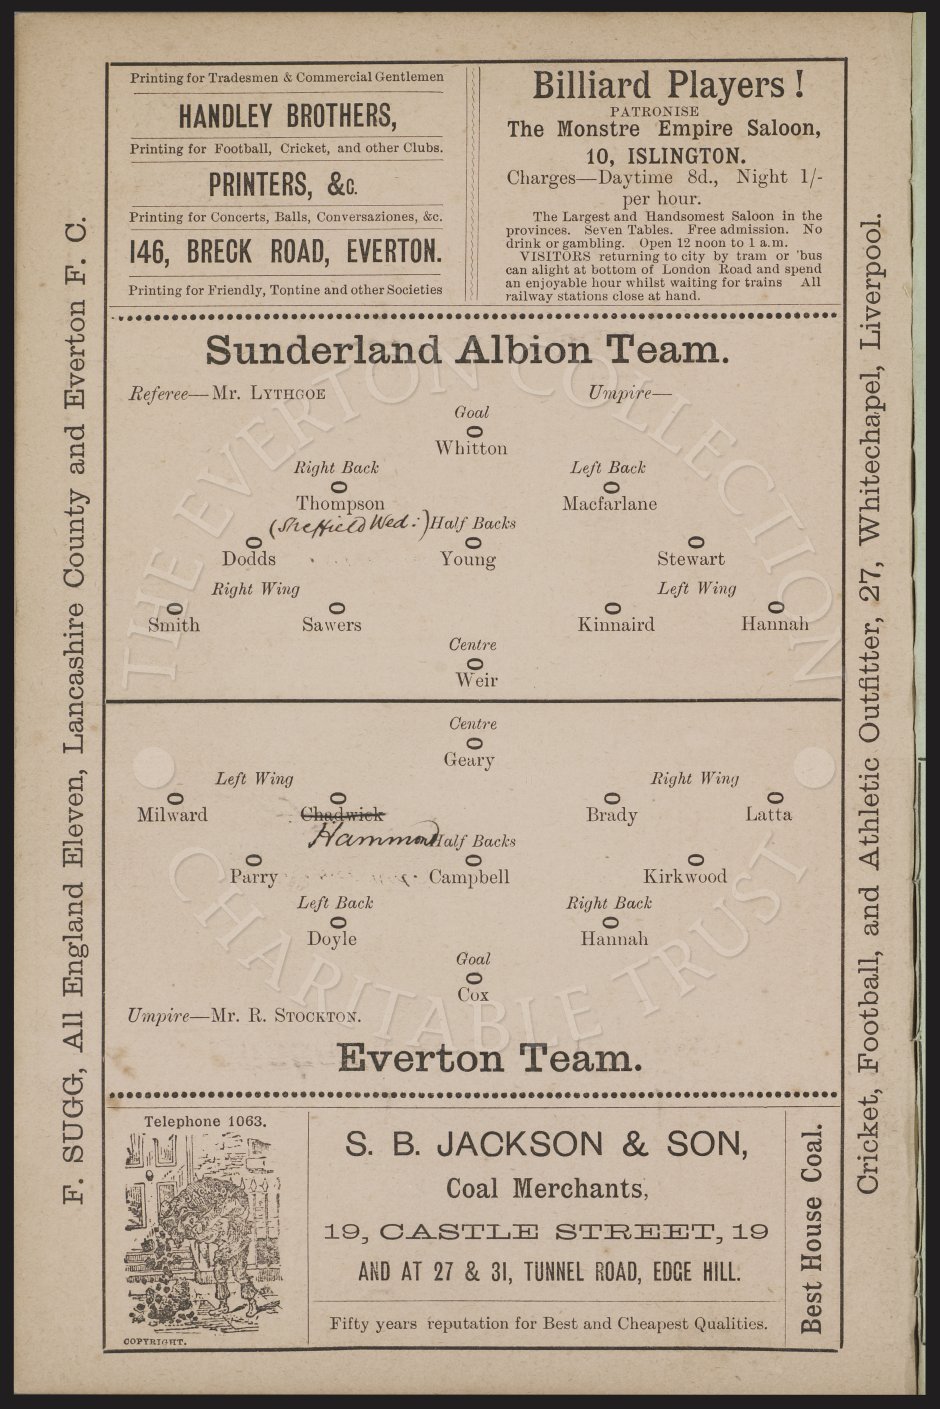 Printing for Tradesmen & Commercial Gentlemen
HANDLEY BROTHERS,
Printing for Football, Cricket, and other Clubs.
PRINTERS, &c.
Printing for Concerts, Balls, Conversaziones, &c.
146, BRECK ROAD, EVERTON.
Printing for Friendly, Tontine and other Societies
Billiard Players!
PATRONISE
The Monstre Empire Saloon,
10, ISLINGTON.
Charges—Daytime 8d., Night 1/-
per hour.
The Largest and Handsomest Saloon in the
provinces. Seven Tables. Free admission. No
drink or gambling. Open 12 noon to 1 a.m.
VISITORS returning to city by tram or 'bus
can alight at bottom of London Road and spend
an enjoyable hour whilst waiting for trains All
railway stations close at hand.
F. SUGG, All England Eleven, Lancashire County and Everton F. C.
Sunderland Albion Team.
Referee—Mr. LYTHGOE Umpire—
Goal
O
Whitton
Right Back Left Back
O O
Thompson Macfarlane
(Sheffield Wed:) Half Backs
O O O
Dodds Young Stewart
Right Wing Left Wing
O O O O
Smith Sawers Kinnaird Hannah
Centre
O
Weir
Centre
O
Geary
Left Wing Right Wing
O O O O
Milward Chadwick Brady Latta
Hammond Half Backs
O O O
Parry Campbell Kirkwood
Left Back Right Back
O O
Doyle Hannah
Goal
O
Cox
Umpire—Mr. R. STOCKTON.
Everton Team.
Cricket, Football, and Athletic Outfitter, 27, Whitechapel, Liverpool.
Telephone 1063.
COPYRIGHT.
S. B. JACKSON & SON,
Coal Merchants,
19, CASTLE STREET, 19
AND AT 27 & 31, TUNNEL ROAD, EDGE HILL.
Fifty years reputation for Best and Cheapest Qualities.
Best House Coal.
THE EVERTON COLLECTION
CHARITABLE TRUST